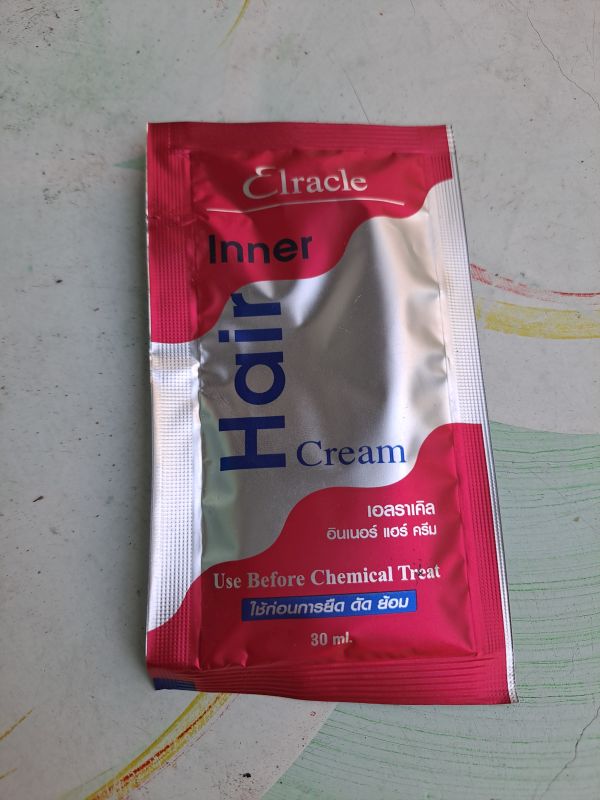 Elracle
Inner
Hair
Cream
เอลราเคิล
อินเนอร์ แฮร์ ครีม
Use Before Chemical Treat
ใช้ก่อนการยืด ดัด ย้อม
30 ml.